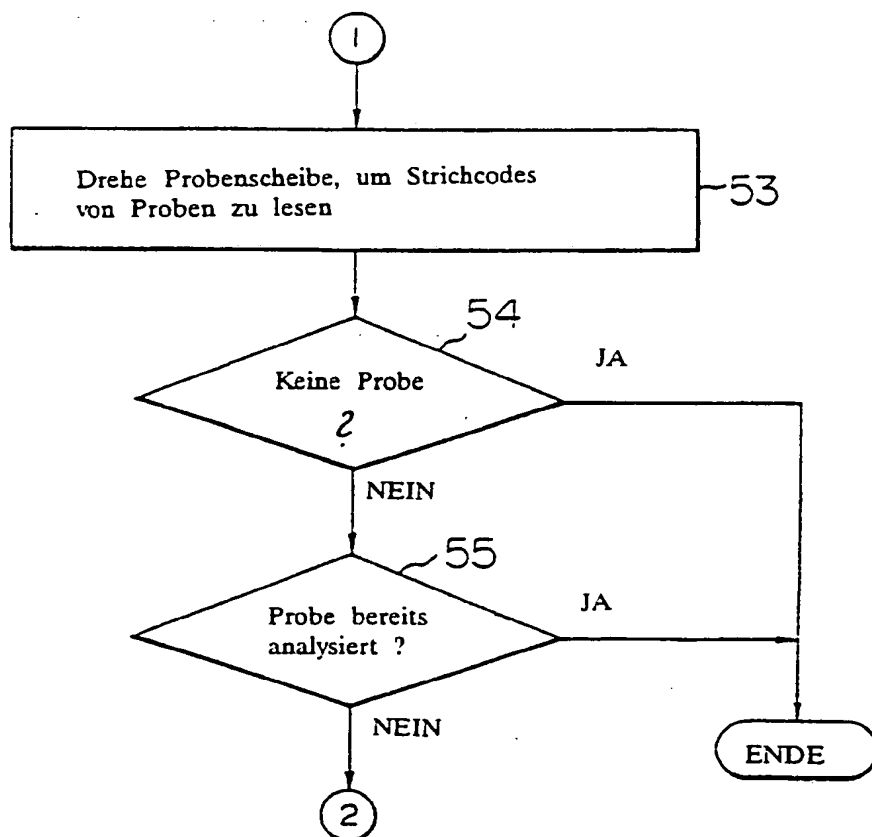 1
Drehe Probenscheibe, um Strichcodes
von Proben zu lesen
53
54
Keine Probe
?
JA
NEIN
55
Probe bereits
analysiert ?
JA
NEIN
ENDE
2